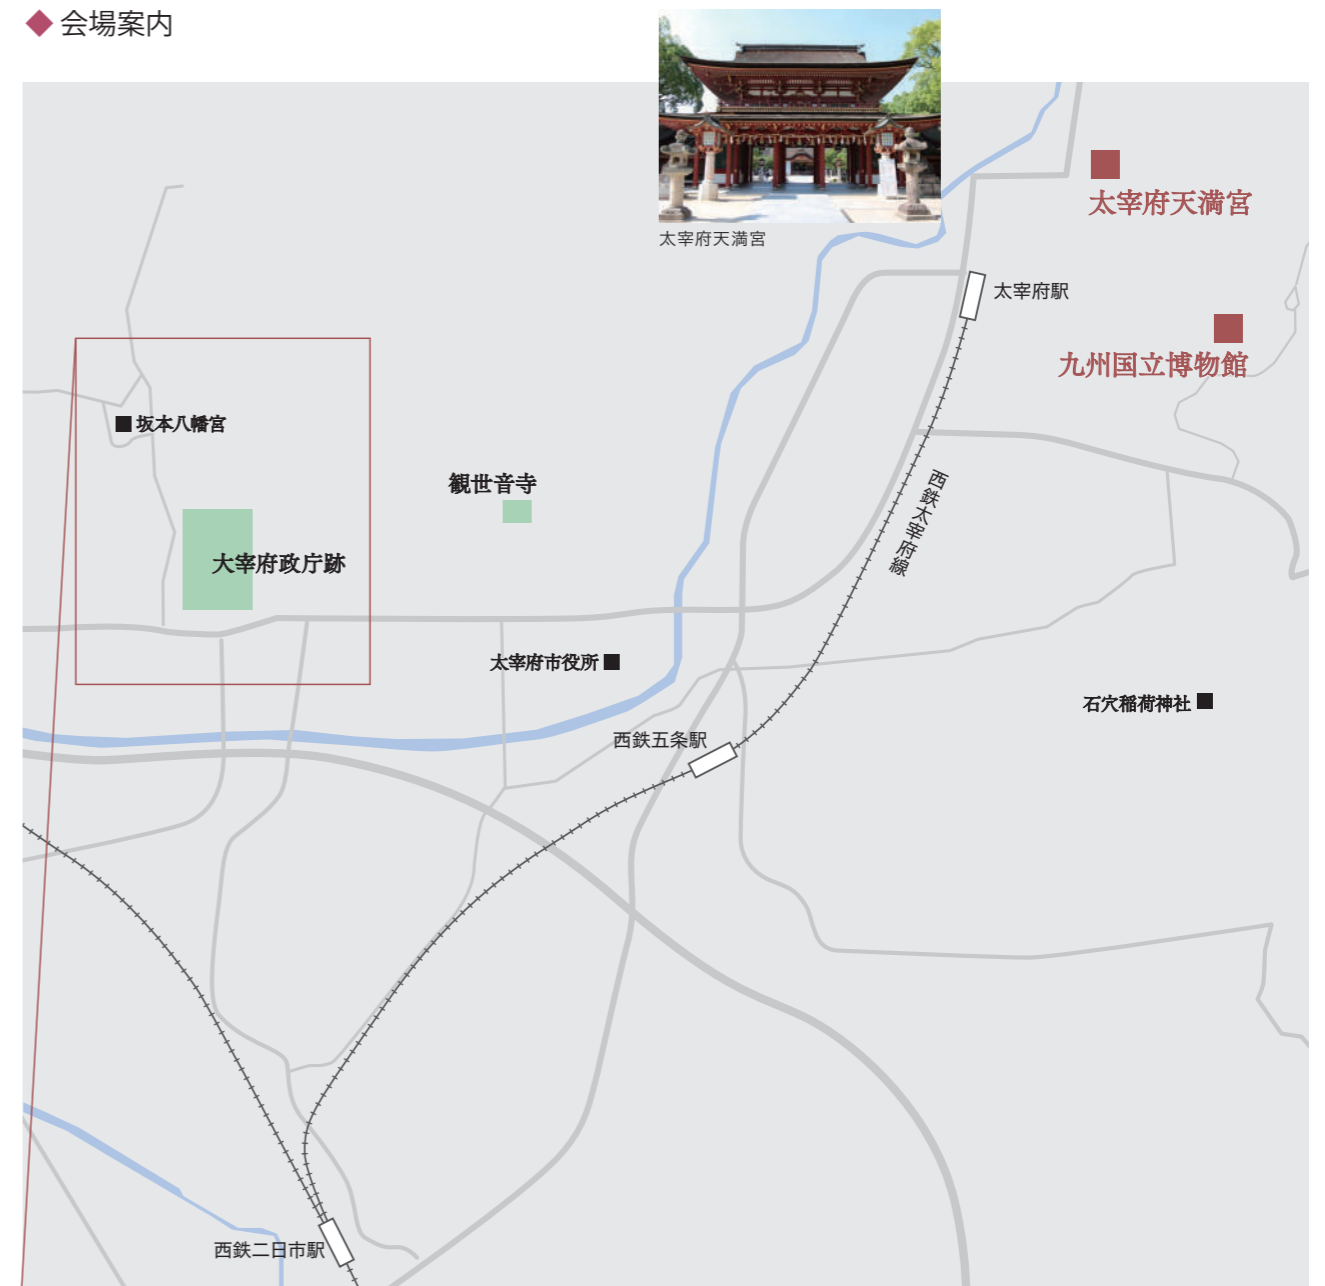 ◆ 会場案内
太宰府天満宮
太宰府天満宮
太宰府駅
九州国立博物館
坂本八幡宮
観世音寺
西鉄太宰府線
大宰府政庁跡
太宰府市役所
石穴稲荷神社
西鉄五条駅
西鉄二日市駅